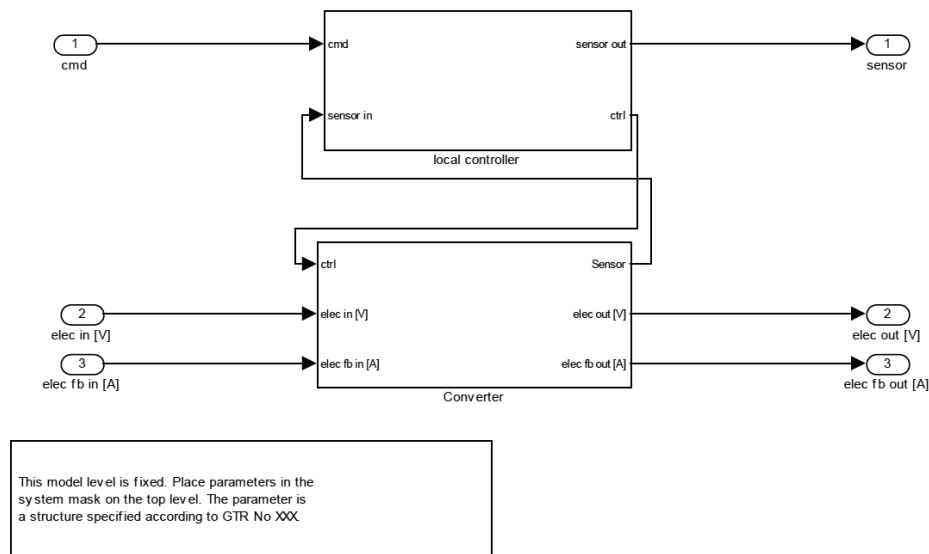 1
cmd
cmd
sensor out
1
sensor
sensor in
ctrl
local controller
ctrl
Sensor
2
elec in [V]
elec in [V]
elec out [V]
2
elec out [V]
3
elec fb in [A]
elec fb in [A]
elec fb out [A]
3
elec fb out [A]
Converter
This model level is fixed. Place parameters in the
system mask on the top level. The parameter is
a structure specified according to GTR No XXX.